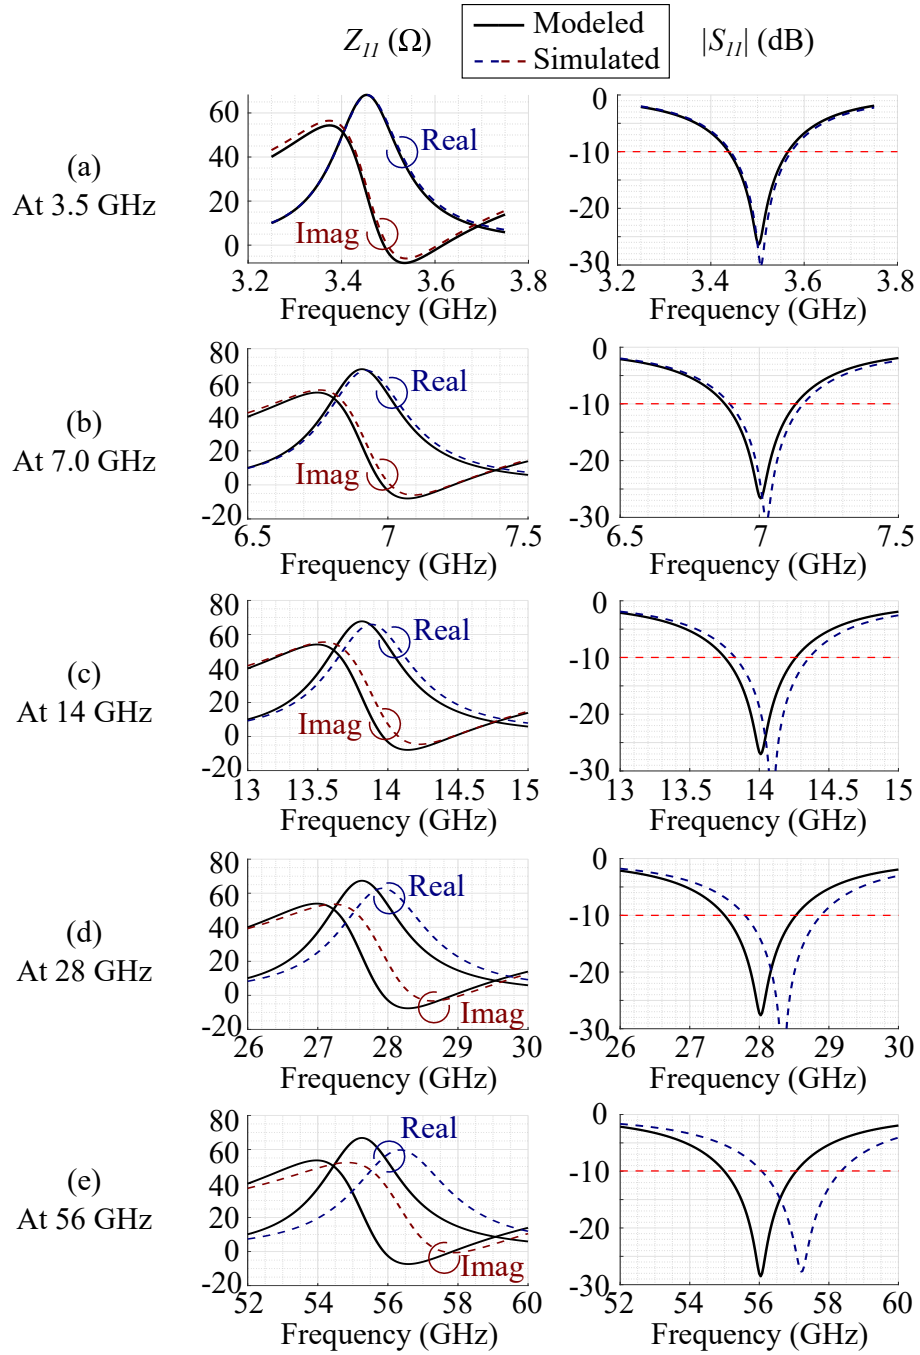 Z11 (Ω)
Modeled
Simulated
|S11| (dB)
(a)
At 3.5 GHz
60
40
20
0
Real
Imag
3.2
3.4
3.6
3.8
Frequency (GHz)
0
-10
-20
-30
3.2
3.4
3.6
3.8
Frequency (GHz)
(b)
At 7.0 GHz
80
60
40
20
0
-20
Real
Imag
6.5
7
7.5
Frequency (GHz)
0
-10
-20
-30
6.5
7
7.5
Frequency (GHz)
(c)
At 14 GHz
80
60
40
20
0
-20
Real
Imag
13
13.5
14
14.5
15
Frequency (GHz)
0
-10
-20
-30
13
13.5
14
14.5
15
Frequency (GHz)
(d)
At 28 GHz
80
60
40
20
0
-20
Real
Imag
26
27
28
29
30
Frequency (GHz)
0
-10
-20
-30
26
27
28
29
30
Frequency (GHz)
(e)
At 56 GHz
80
60
40
20
0
-20
Real
Imag
52
54
56
58
60
Frequency (GHz)
0
-10
-20
-30
52
54
56
58
60
Frequency (GHz)